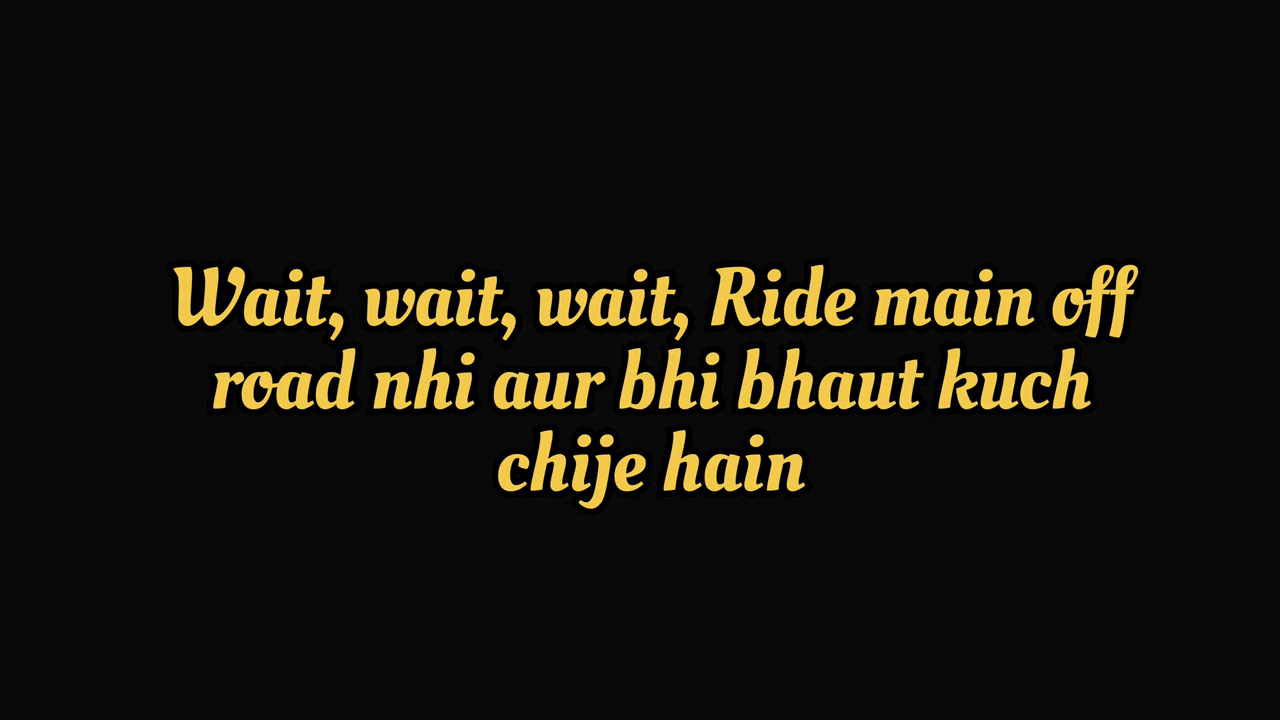 Wait, wait, wait, Ride main off
road nhi aur bhi bhaut kuch
chije hain